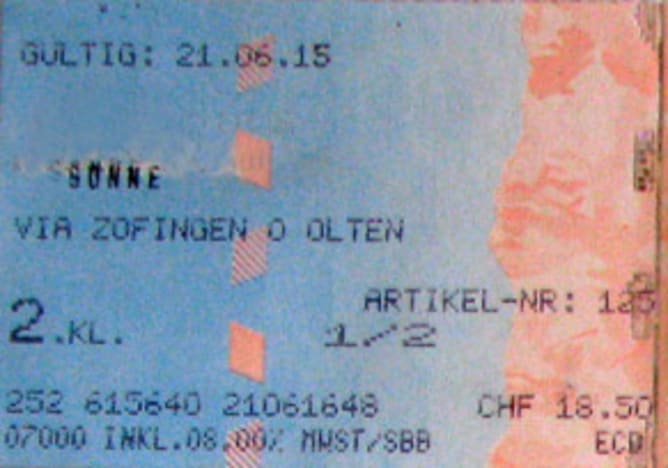 GÜLTIG: 21.06.15
SONNE
VIA ZOFINGEN O OLTEN
ARTIKEL-NR: 125
2.KL. 1/2
252 615640 21061648 CHF 18.50
07000 INKL.08.00% MWST/SBB ECD